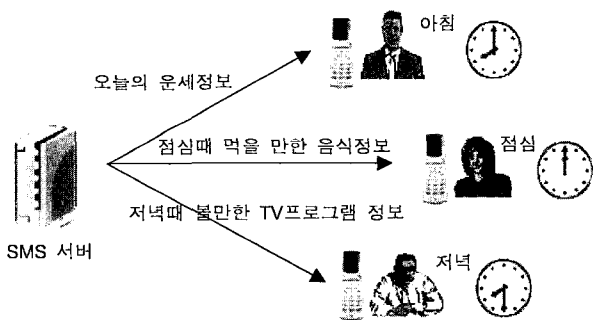 아침
오늘의 운세정보
점심때 먹을 만한 음식정보
점심
저녁때 볼만한 TV프로그램 정보
SMS 서버
저녁